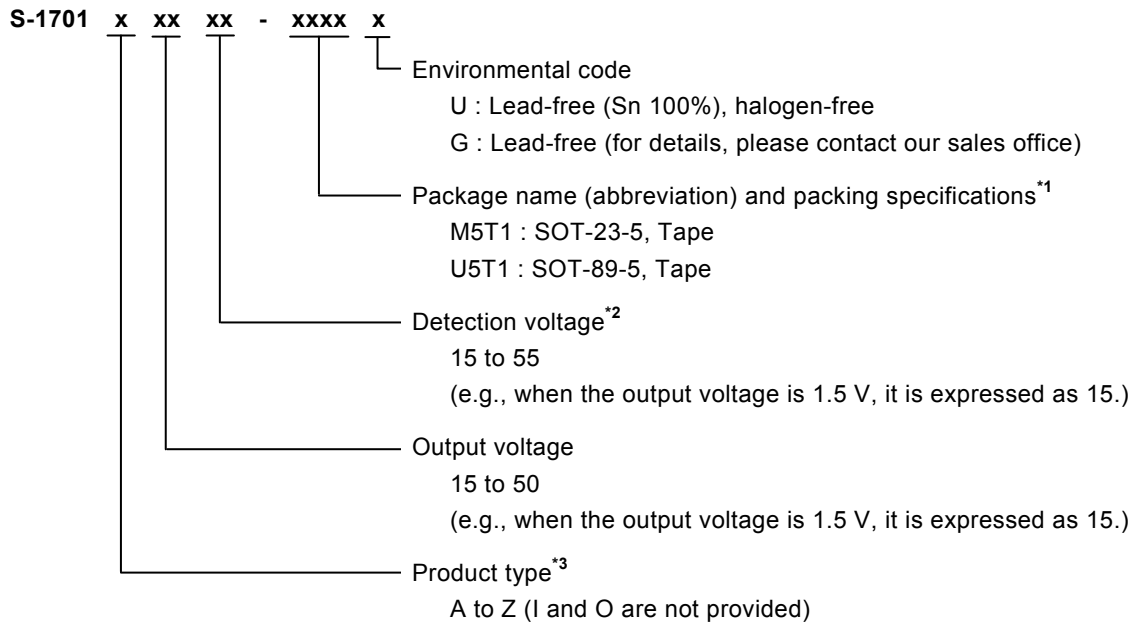 S-1701 x xx xx - xxxx x
Environmental code
U : Lead-free (Sn 100%), halogen-free
G : Lead-free (for details, please contact our sales office)
Package name (abbreviation) and packing specifications*1
M5T1 : SOT-23-5, Tape
U5T1 : SOT-89-5, Tape
Detection voltage*2
15 to 55
(e.g., when the output voltage is 1.5 V, it is expressed as 15.)
Output voltage
15 to 50
(e.g., when the output voltage is 1.5 V, it is expressed as 15.)
Product type*3
A to Z (I and O are not provided)